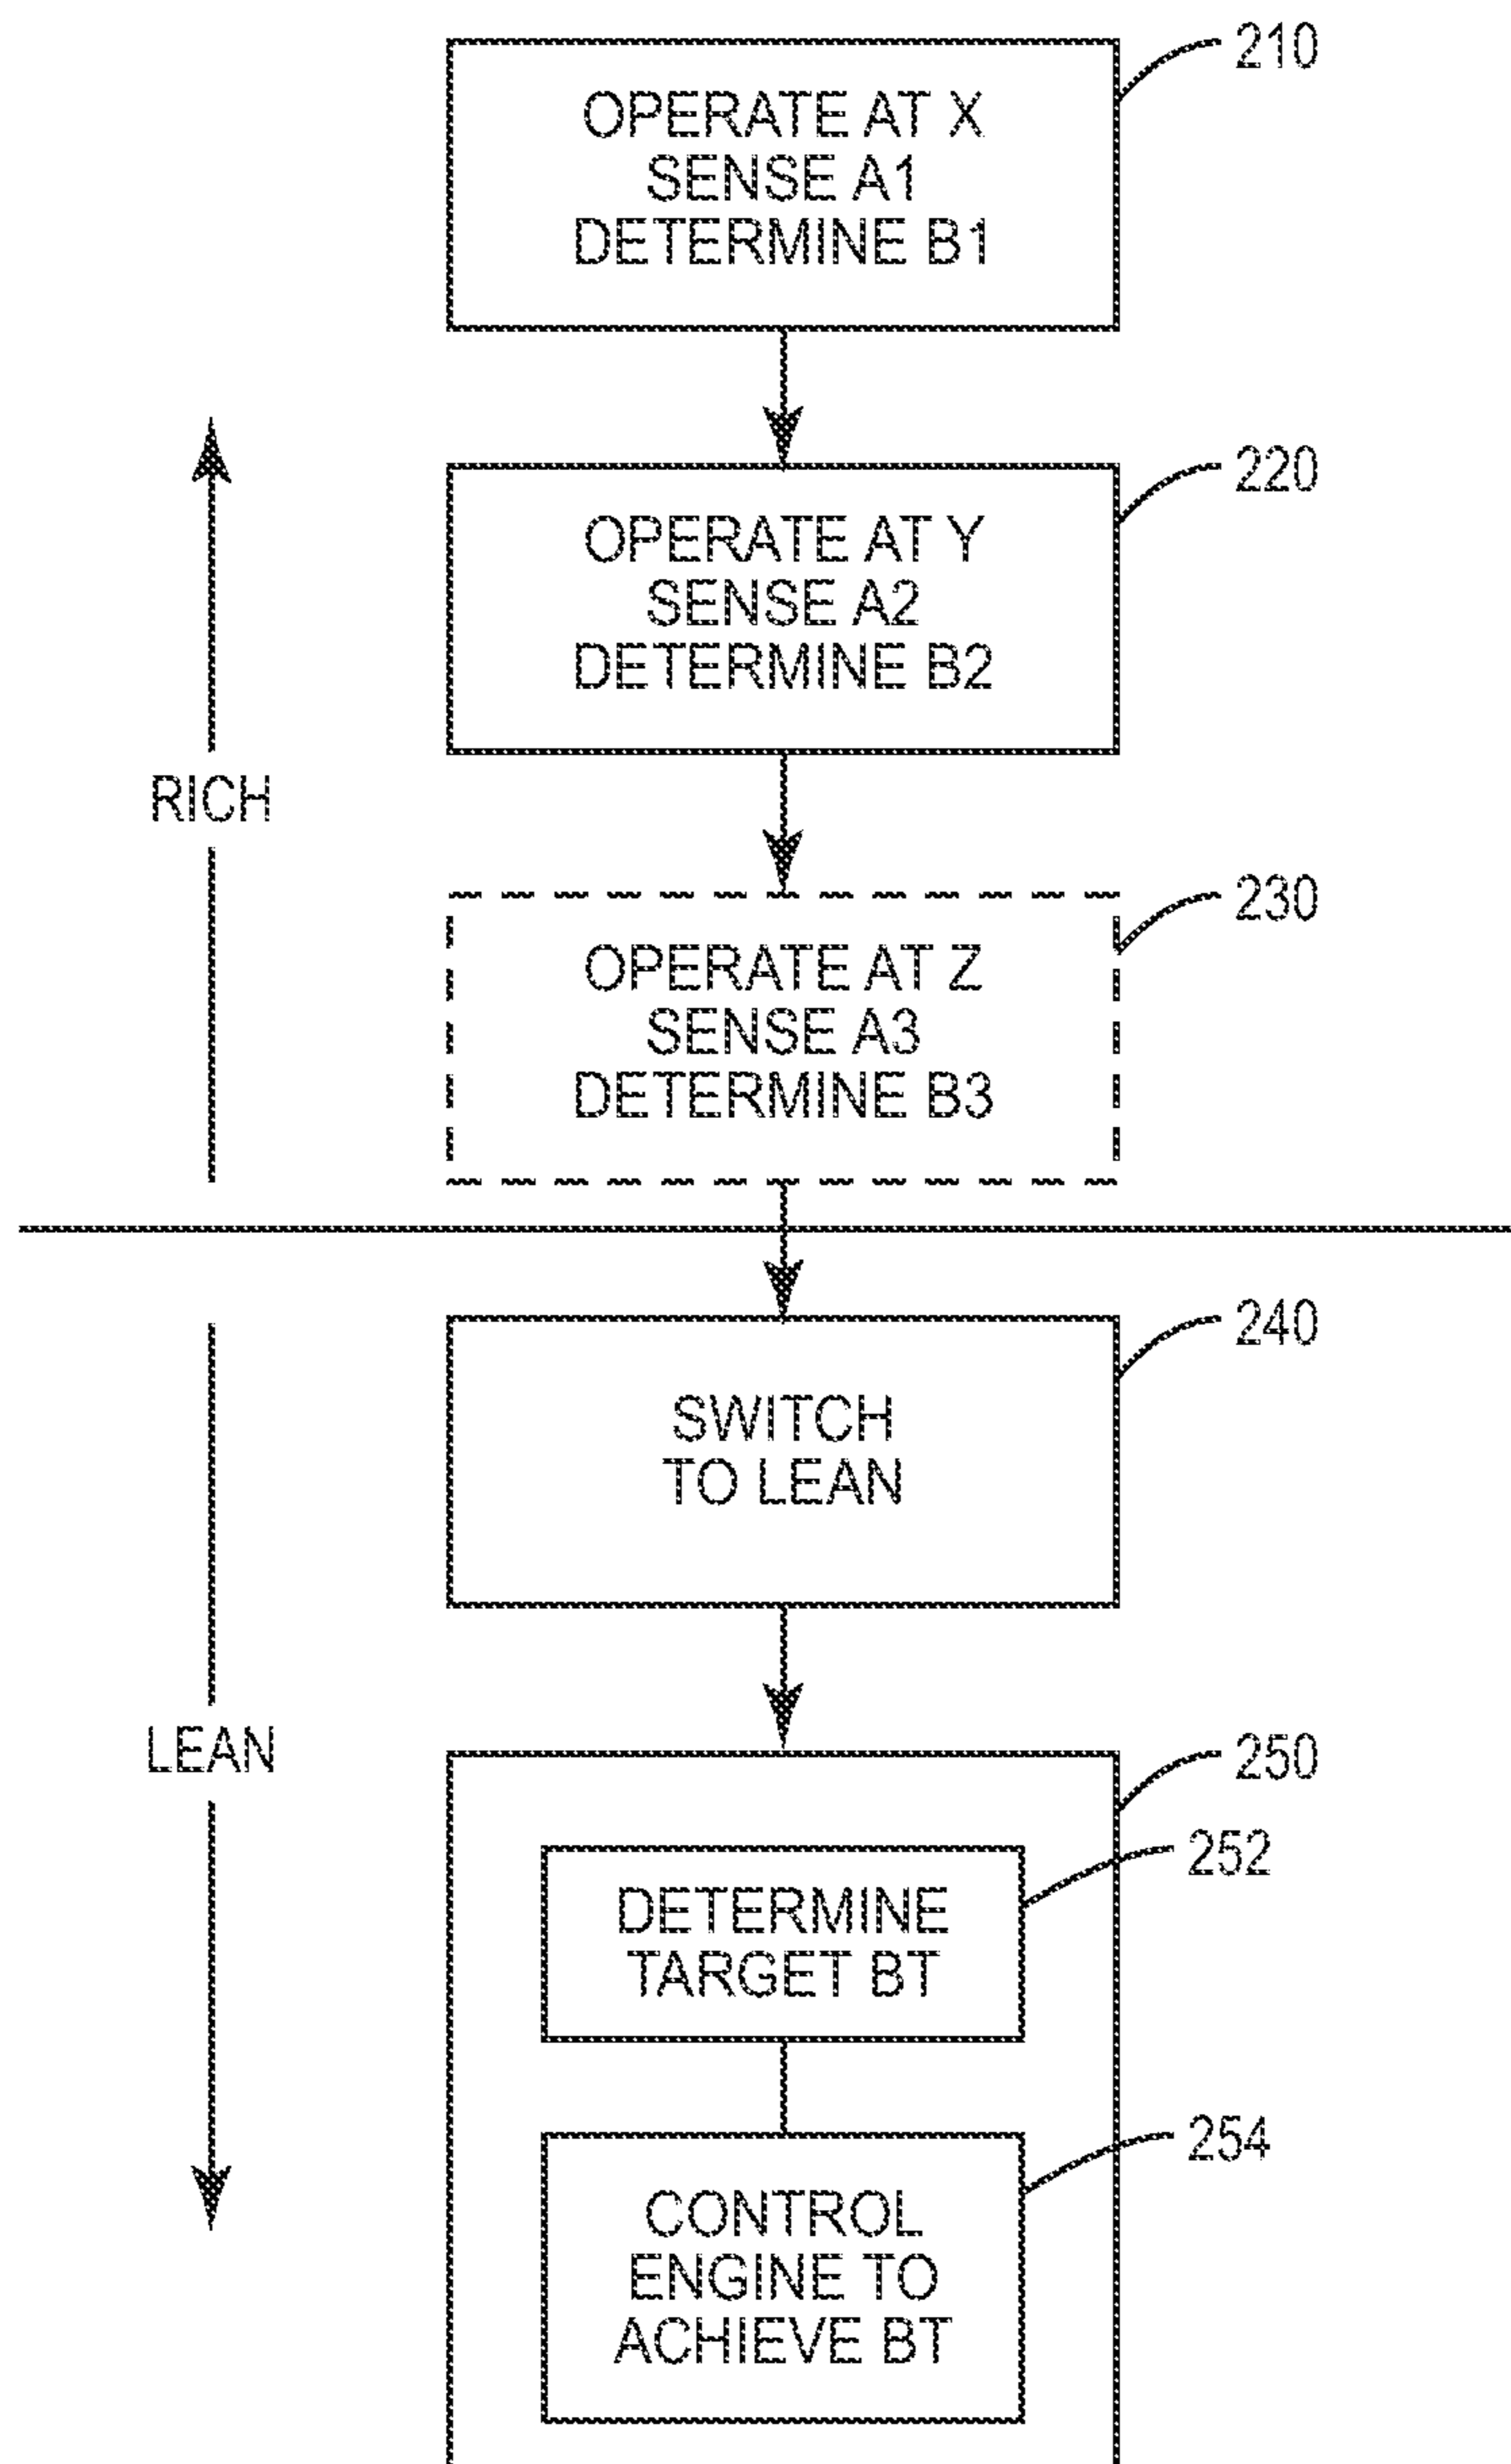 210
OPERATE AT X
SENSE A1
DETERMINE B1
220
OPERATE AT Y
SENSE A2
DETERMINE B2
RICH
230
OPERATE AT Z
SENSE A3
DETERMINE B3
240
SWITCH
TO LEAN
LEAN
250
252
DETERMINE
TARGET BT
254
CONTROL
ENGINE TO
ACHIEVE BT